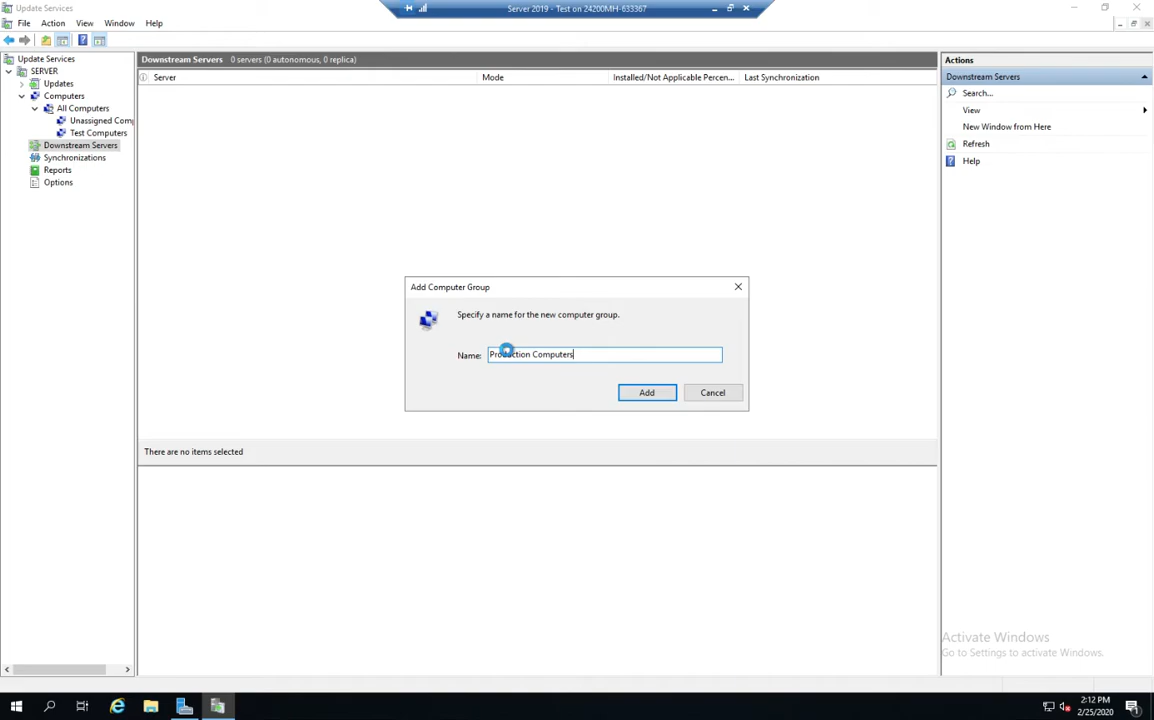 Update Services
Server 2019 - Test on 24200MH-633367
File Action View Window Help
Update Services
SERVER
Updates
Computers
All Computers
Unassigned Comp
Test Computers
Downstream Servers
Synchronizations
Reports
Options
Downstream Servers 0 servers (0 autonomous, 0 replica)
Server Mode Installed/Not Applicable Percen... Last Synchronization
Add Computer Group
Specify a name for the new computer group.
Name: Production Computers
Add Cancel
There are no items selected
Actions
Downstream Servers
Search...
View
New Window from Here
Refresh
Help
Activate Windows
Go to Settings to activate Windows.
2:12 PM
2/25/2020